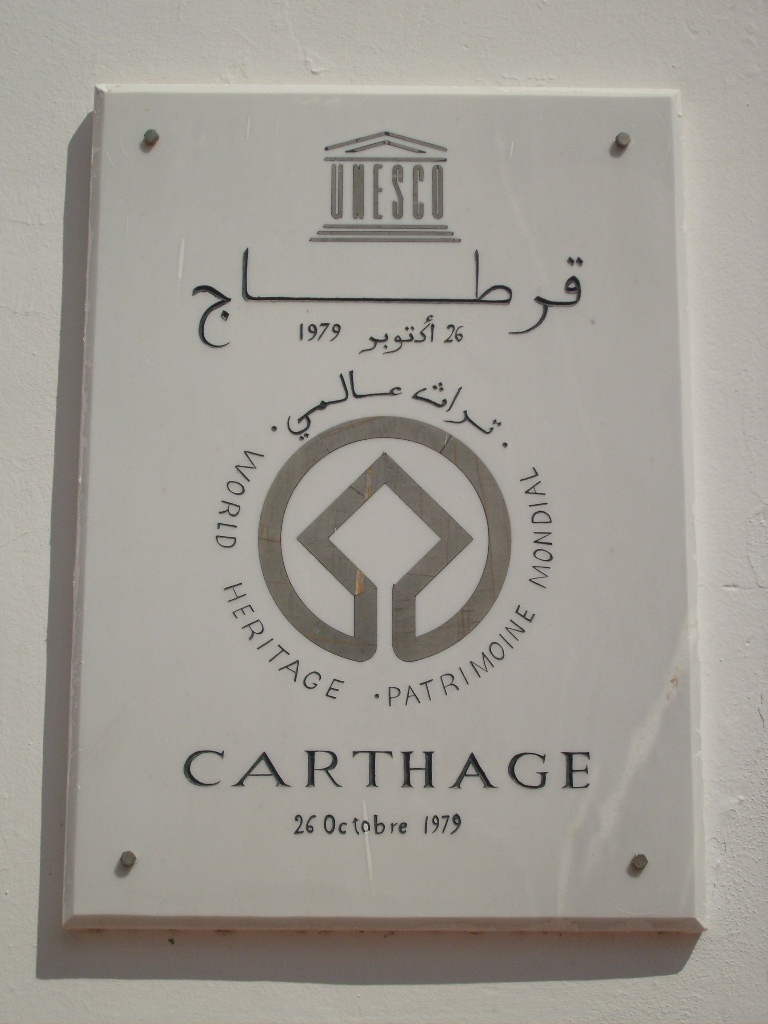 UNESCO
قرطاج
26 أكتوبر 1979
تراث عالمي
WORLD HERITAGE · PATRIMOINE MONDIAL ·
CARTHAGE
26 Octobre 1979